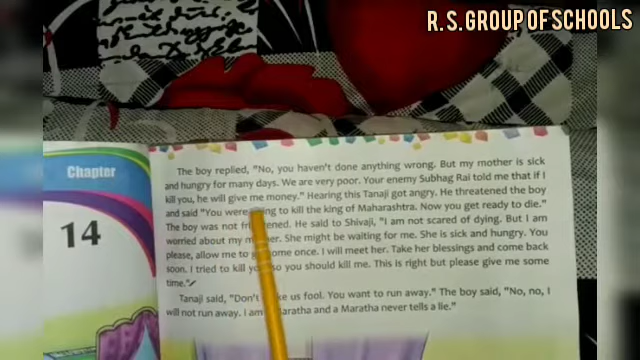 R.S.GROUP OF SCHOOLS
Chapter
14
The boy replied, "No, you haven't done anything wrong. But my mother is sick
and hungry for many days. We are very poor. Your enemy Subhag Rai told me that if I
kill you, he will give me money." Hearing this Tanaji got angry. He threatened the boy
and said "You were to kill the king of Maharashtra. Now you get ready to die."
The boy was not He said to Shivaji, "I am not scared of dying. But I am
worried about my She might be waiting for me. She is sick and hungry. You
please, allow me to once. I will meet her. Take her blessings and come back
soon. I tried to kill so you should kill me. This is right but please give me some
time."
Tanaji said, "Don't us fool. You want to run away." The boy said, "No, no, I
will not run away. I am Maratha and a Maratha never tells a lie."